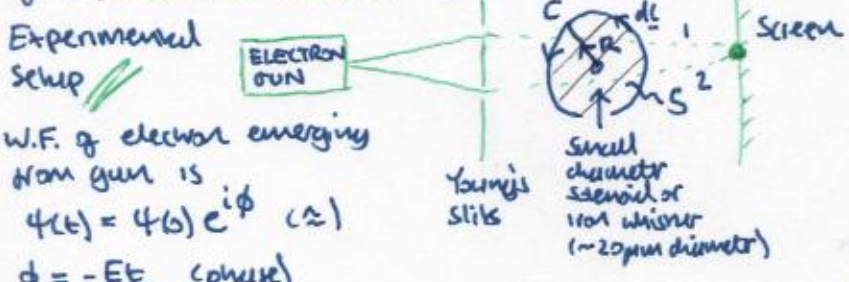 Experimental
Setup
ELECTRON
GUN
C
dl
R
1
2
S
Screen
W.F. of electron emerging
from gun is
ψ(t) = ψ(0) e^{iϕ} (≃)
Young's
slits
Small
diameter
solenoid or
iron whisker
(~20μm diameter)
ϕ = -Et (phase)